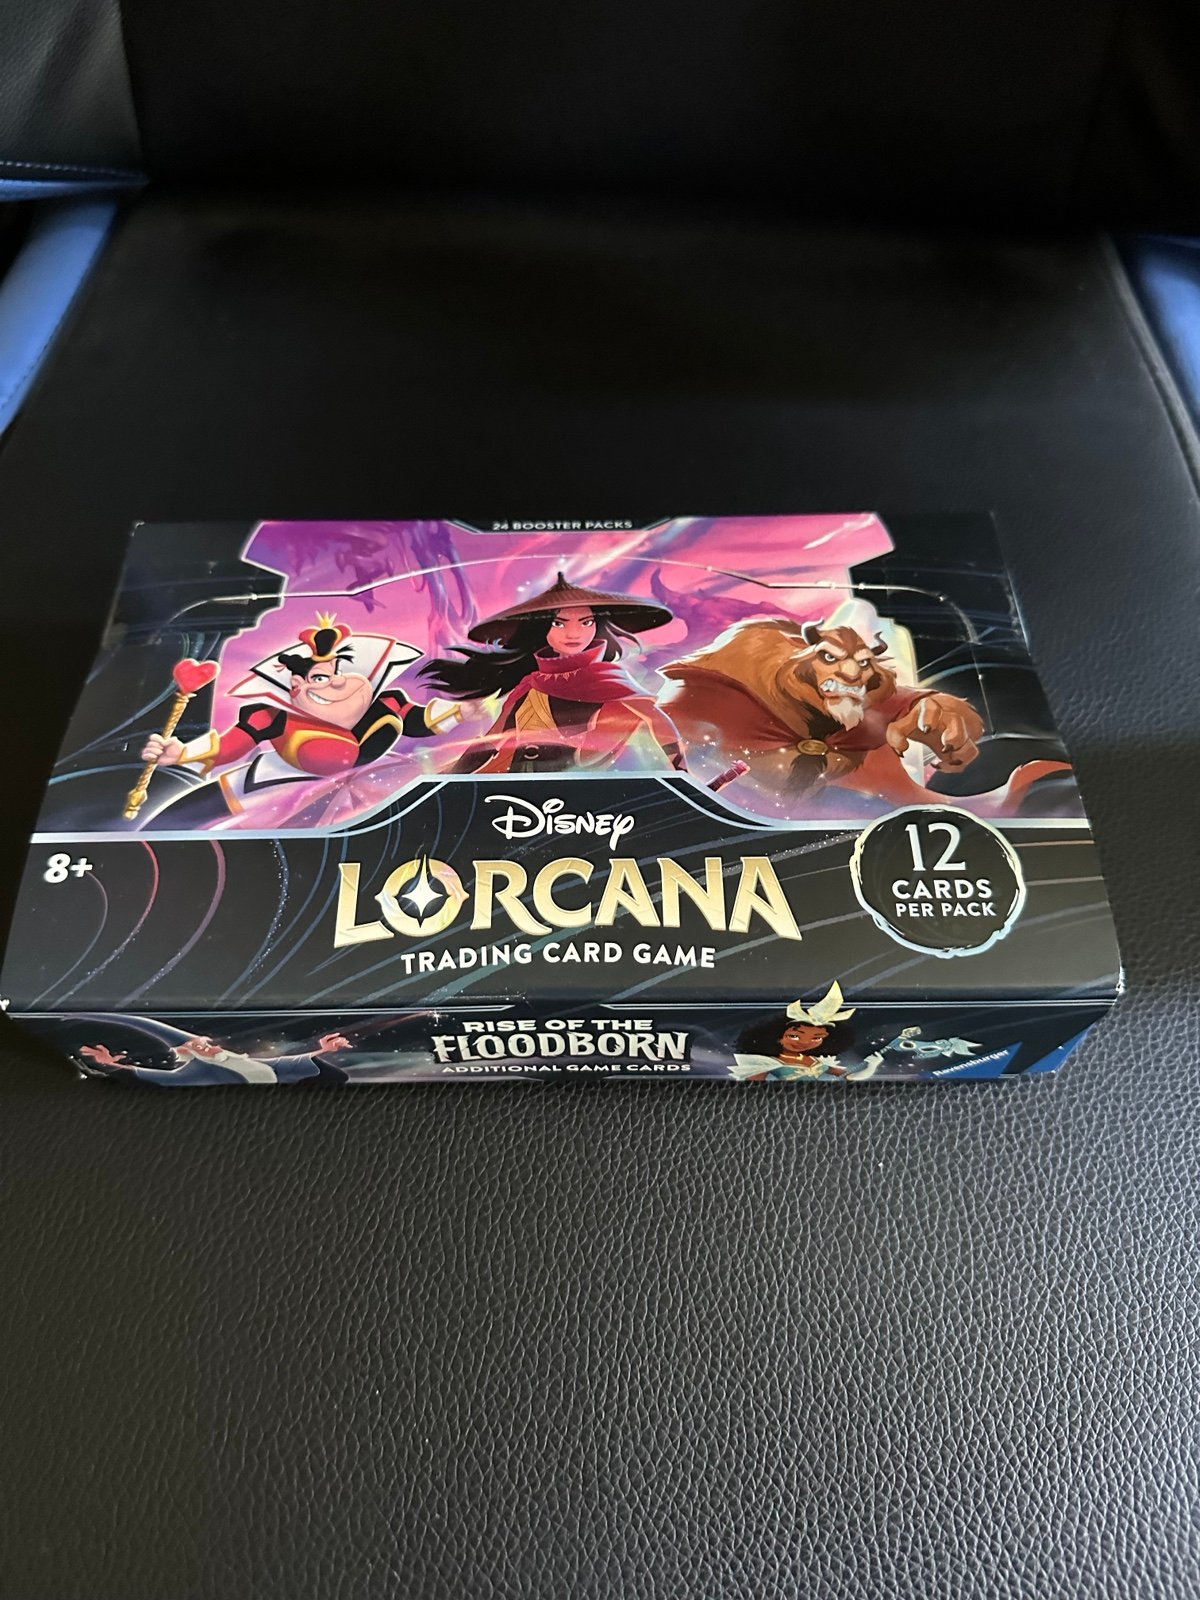 24 BOOSTER PACKS
Disney
LORCANA
TRADING CARD GAME
8+
12
CARDS
PER PACK
RISE OF THE
FLOODBORN
ADDITIONAL GAME CARDS
Ravensburger